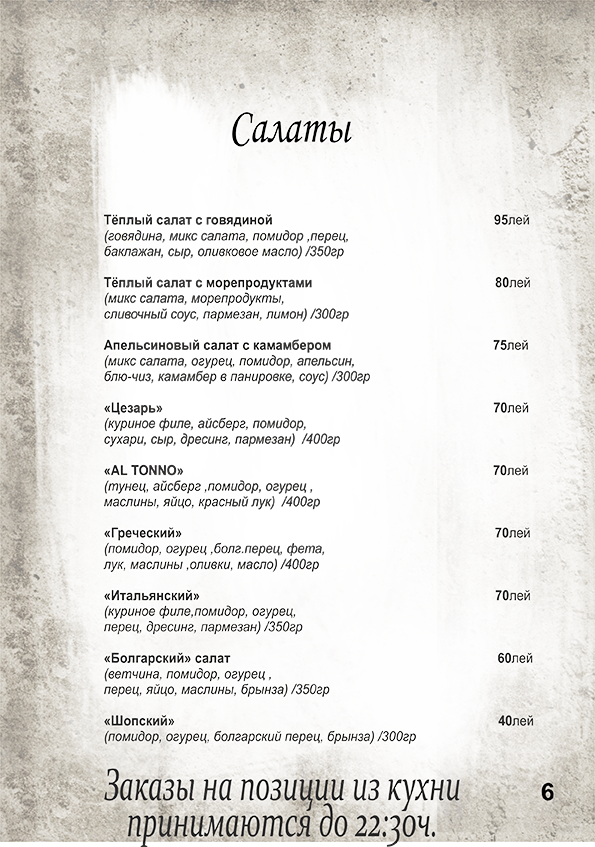 Салаты
Тёплый салат с говядиной 95лей
(говядина, микс салата, помидор ,перец,
баклажан, сыр, оливковое масло) /350гр
Тёплый салат с морепродуктами 80лей
(микс салата, морепродукты,
сливочный соус, пармезан, лимон) /300гр
Апельсиновый салат с камамбером 75лей
(микс салата, огурец, помидор, апельсин,
блю-чиз, камамбер в панировке, соус) /300гр
«Цезарь» 70лей
(куриное филе, айсберг, помидор,
сухари, сыр, дресинг, пармезан) /400гр
«AL TONNO» 70лей
(тунец, айсберг ,помидор, огурец ,
маслины, яйцо, красный лук) /400гр
«Греческий» 70лей
(помидор, огурец ,болг.перец, фета,
лук, маслины ,оливки, масло) /400гр
«Итальянский» 70лей
(куриное филе,помидор, огурец,
перец, дресинг, пармезан) /350гр
«Болгарский» салат 60лей
(ветчина, помидор, огурец ,
перец, яйцо, маслины, брынза) /350гр
«Шопский» 40лей
(помидор, огурец, болгарский перец, брынза) /300гр
Заказы на позиции из кухни
принимаются до 22:30ч.
6